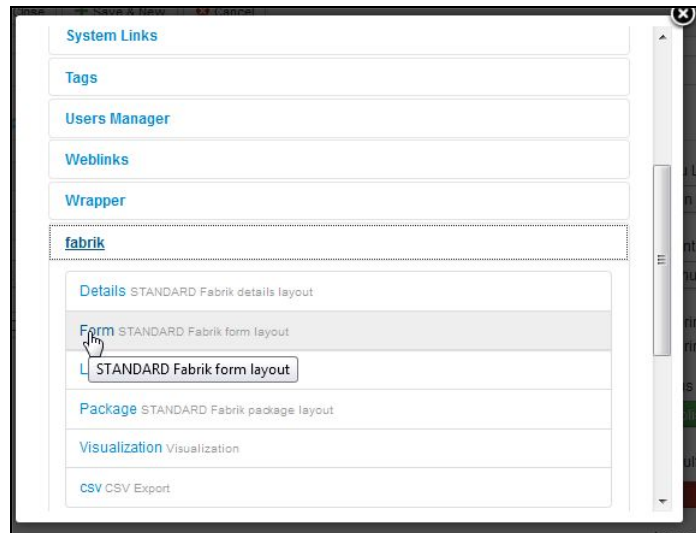 Close Save & New Cancel
System Links
Tags
Users Manager
Weblinks
Wrapper
fabrik
Details STANDARD Fabrik details layout
Form STANDARD Fabrik form layout
L
STANDARD Fabrik form layout
Package STANDARD Fabrik package layout
Visualization Visualization
csv CSV Export